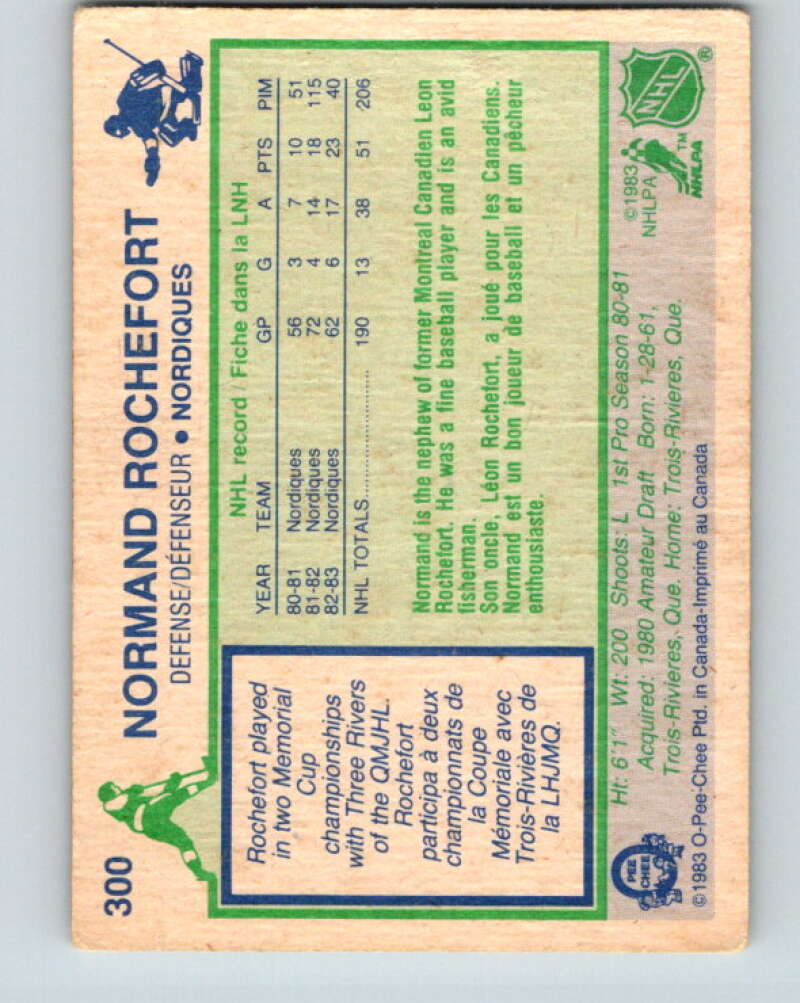 300
NORMAND ROCHEFORT
DEFENSE/DÉFENSEUR • NORDIQUES
Rochefort played
in two Memorial
Cup
championships
with Three Rivers
of the QMJHL.
Rochefort
participa à deux
championnats de
la Coupe
Mémoriale avec
Trois-Rivières de
la LHJMQ.
NHL record / Fiche dans la LNH
YEAR TEAM GP G A PTS PIM
80-81 Nordiques 56 3 7 10 51
81-82 Nordiques 72 4 14 18 115
82-83 Nordiques 62 6 17 23 40
NHL TOTALS 190 13 38 51 206
Normand is the nephew of former Montreal Canadien Leon
Rochefort. He was a fine baseball player and is an avid
fisherman.
Son oncle, Léon Rochefort, a joué pour les Canadiens.
Normand est un bon joueur de baseball et un pêcheur
enthousiaste.
Ht: 6'1" Wt: 200 Shoots: L 1st Pro Season 80-81
Acquired: 1980 Amateur Draft Born: 1-28-61,
Trois-Rivieres, Que. Home: Trois-Rivieres, Que.
©1983 O-Pee-Chee Ptd. in Canada-Imprimé au Canada
O
PEE
CHEE
©1983
NHLPA
NHLPA
TM
NHL
®